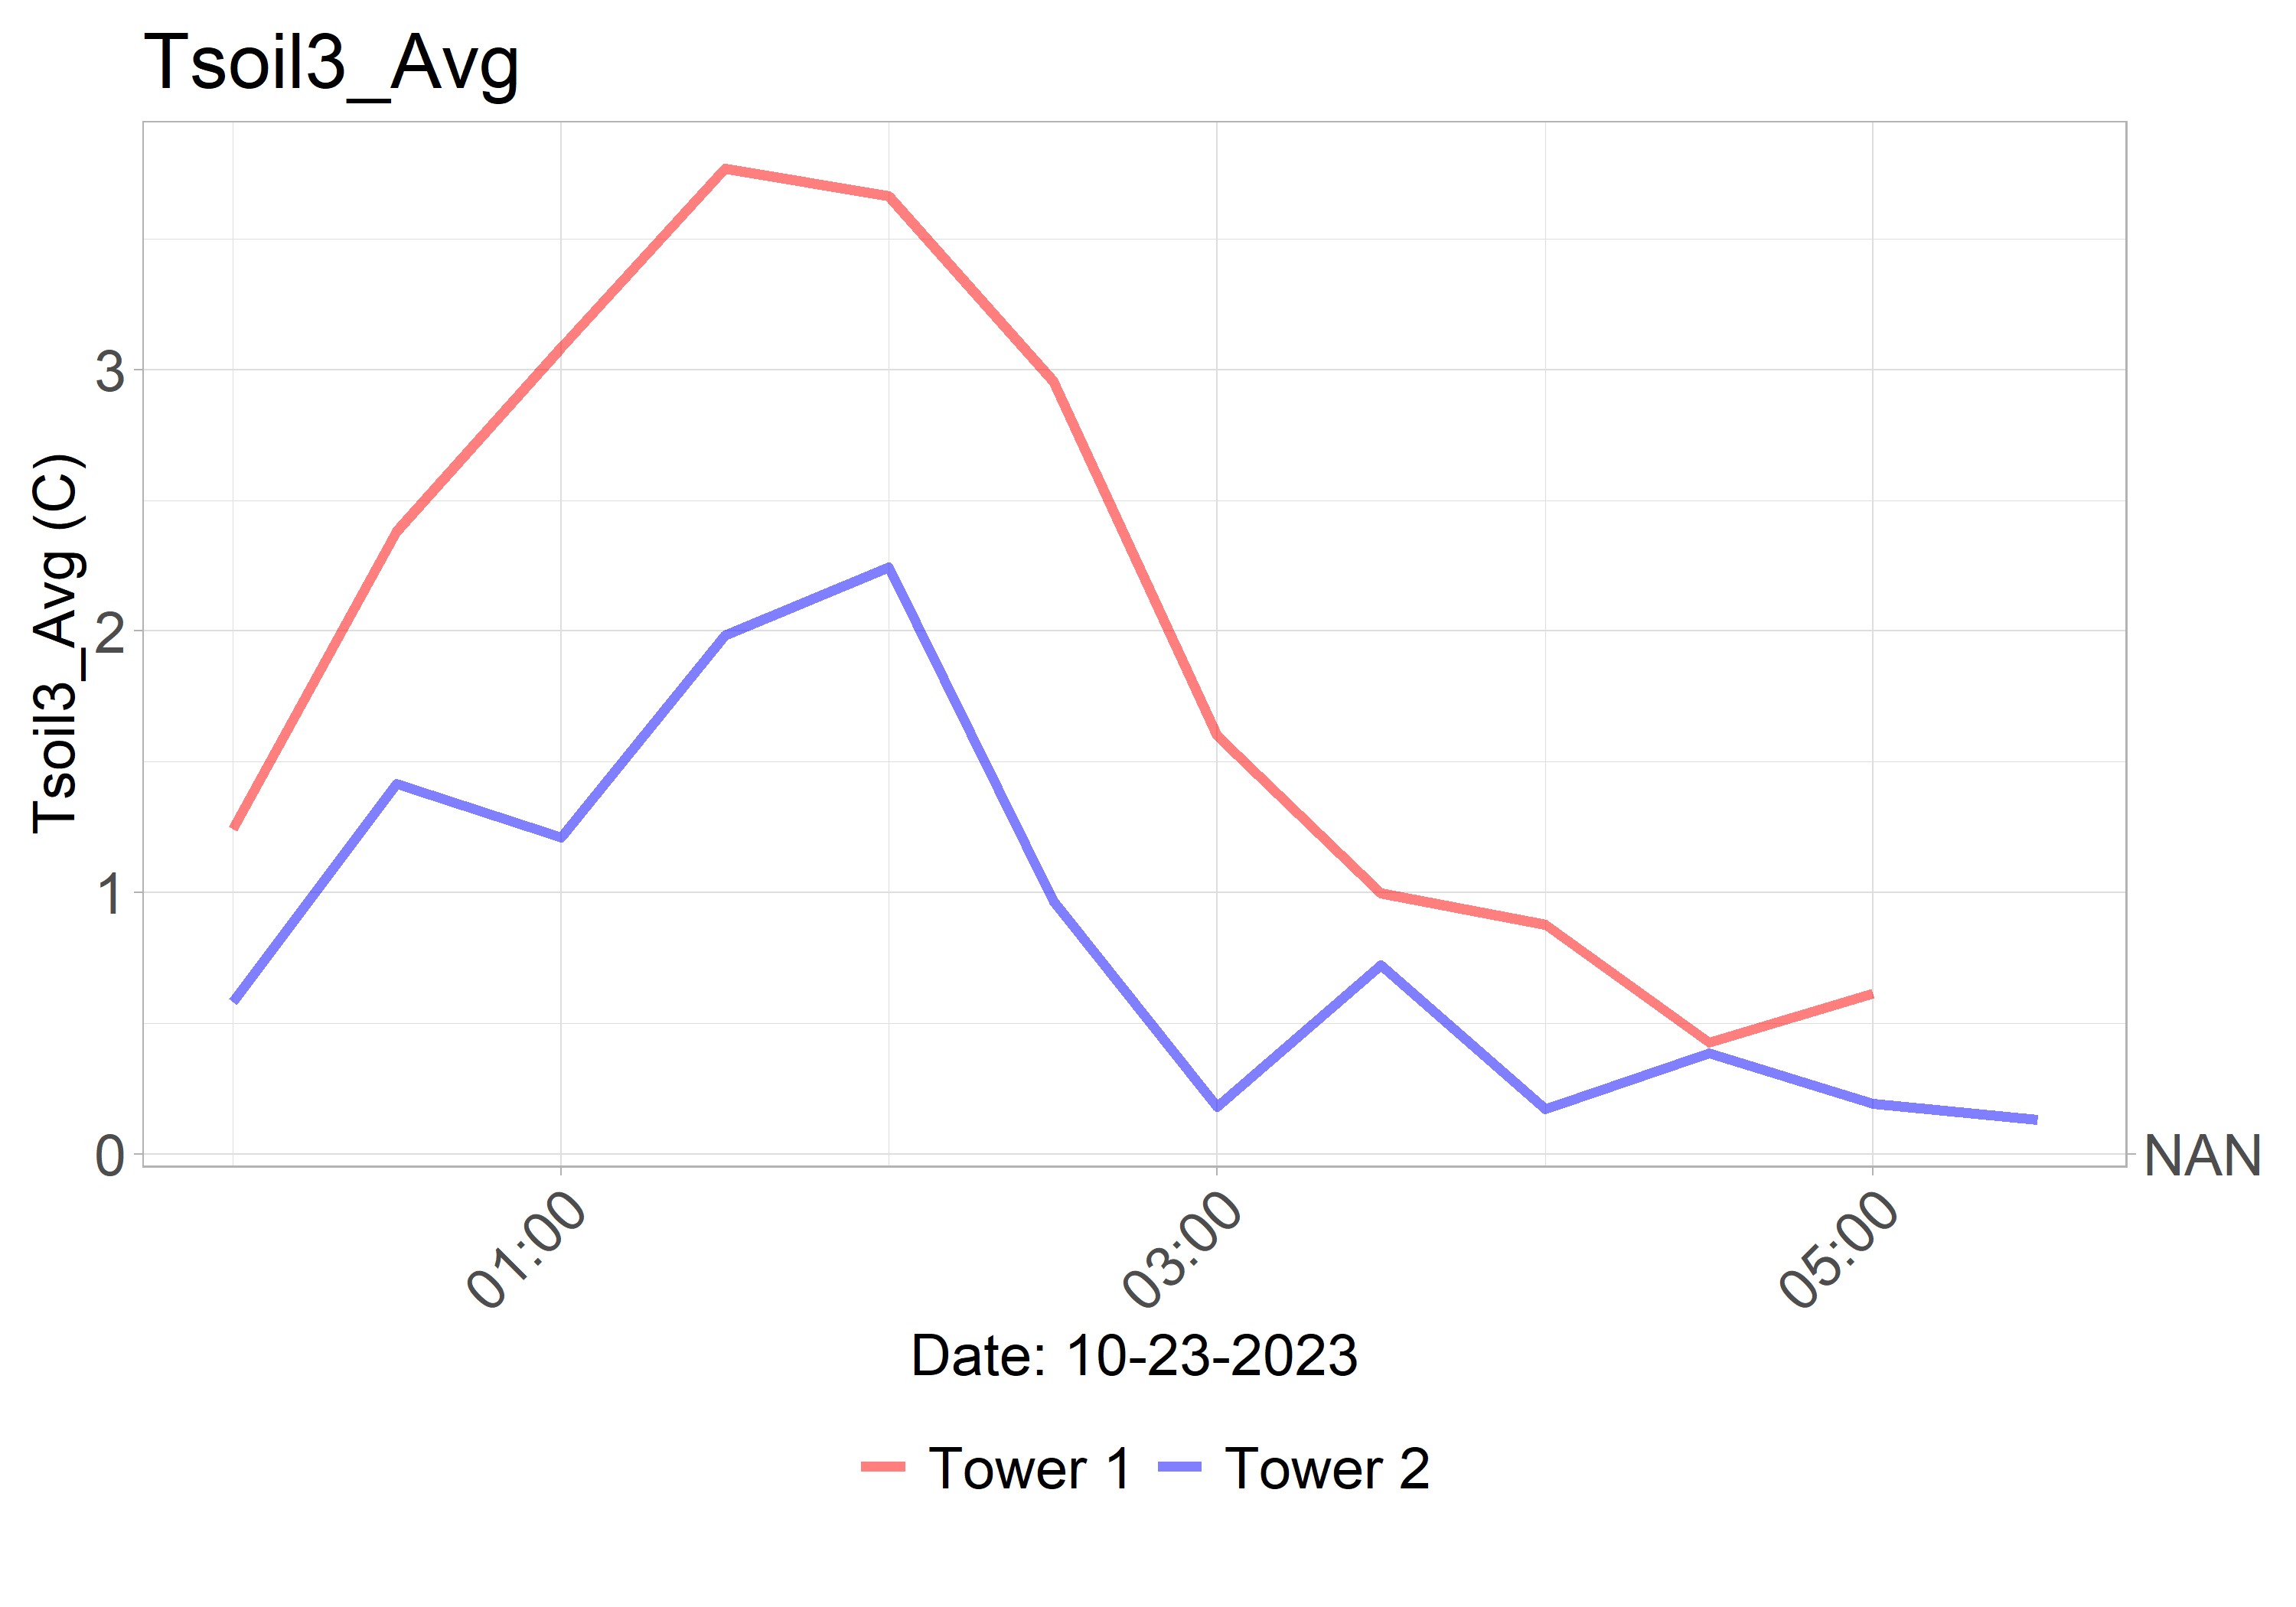 Tsoil3_Avg
Tsoil3_Avg (C)
3
2
1
0
NAN
01:00
03:00
05:00
Date: 10-23-2023
Tower 1
Tower 2